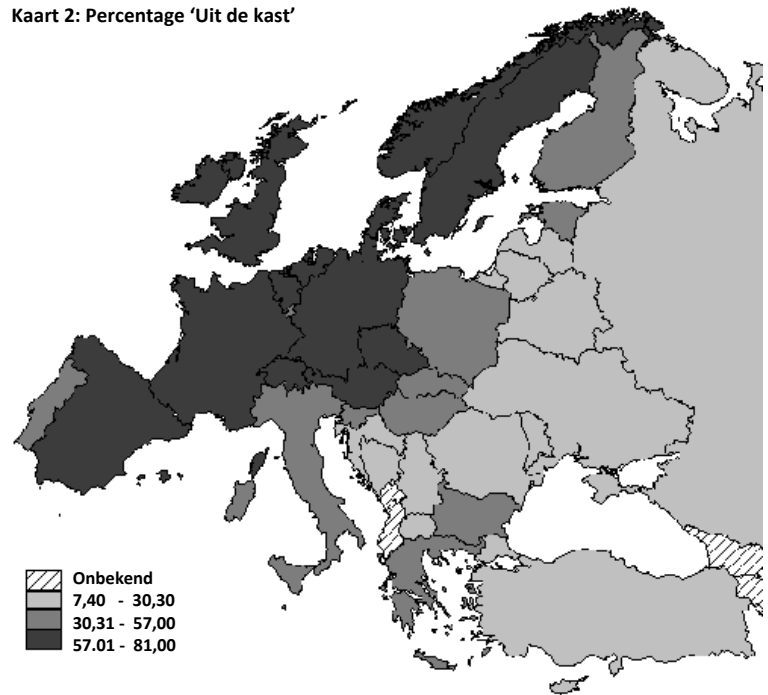 Kaart 2: Percentage ‘Uit de kast’
Onbekend
7,40 - 30,30
30,31 - 57,00
57.01 - 81,00